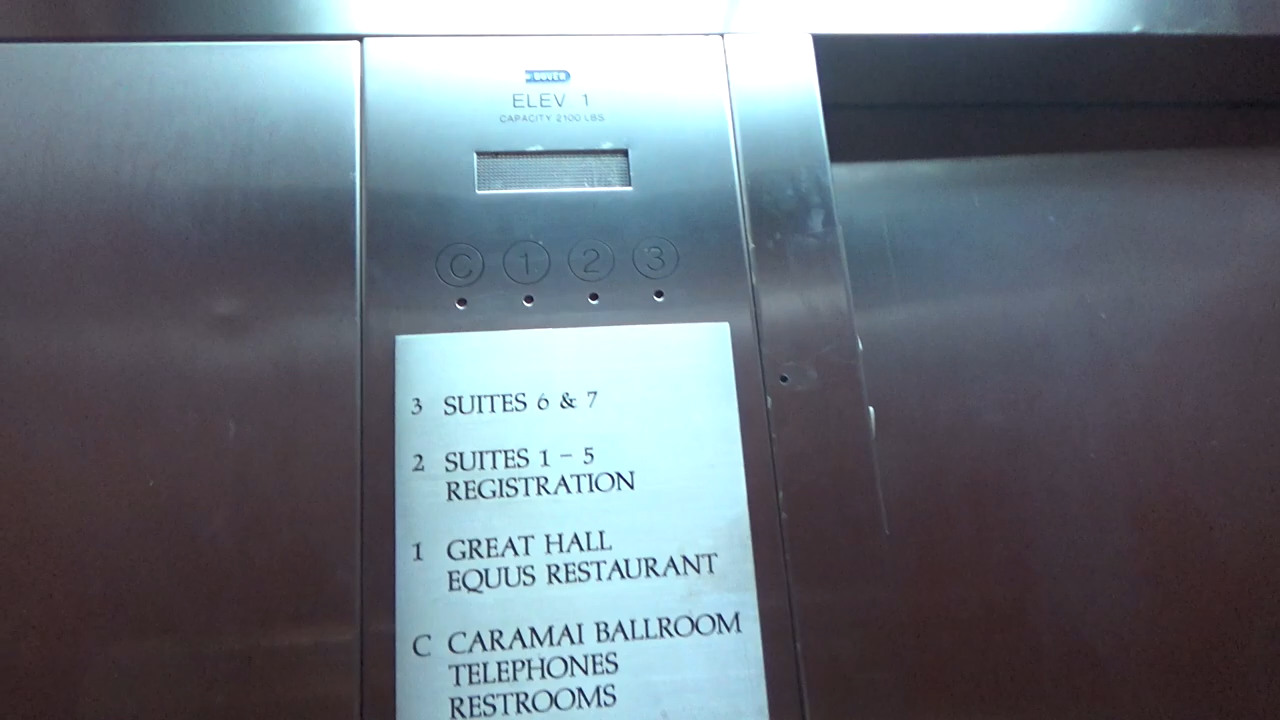 DOVER
ELEV 1
CAPACITY 2100 LBS
C 1 2 3
3 SUITES 6 & 7
2 SUITES 1 – 5
REGISTRATION
1 GREAT HALL
EQUUS RESTAURANT
C CARAMAI BALLROOM
TELEPHONES
RESTROOMS